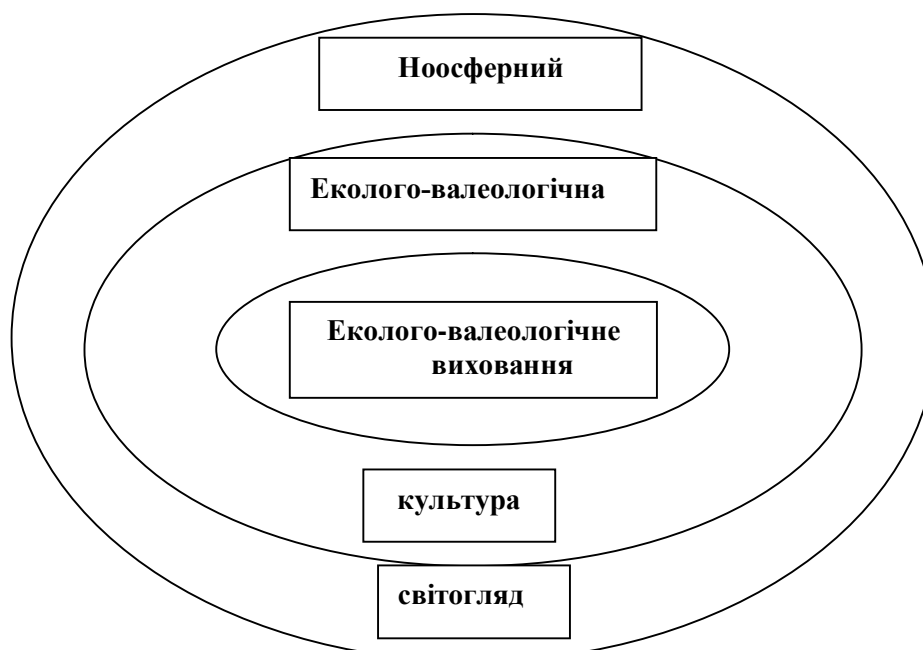 Ноосферний
Еколого-валеологічна
Еколого-валеологічне
виховання
культура
світогляд